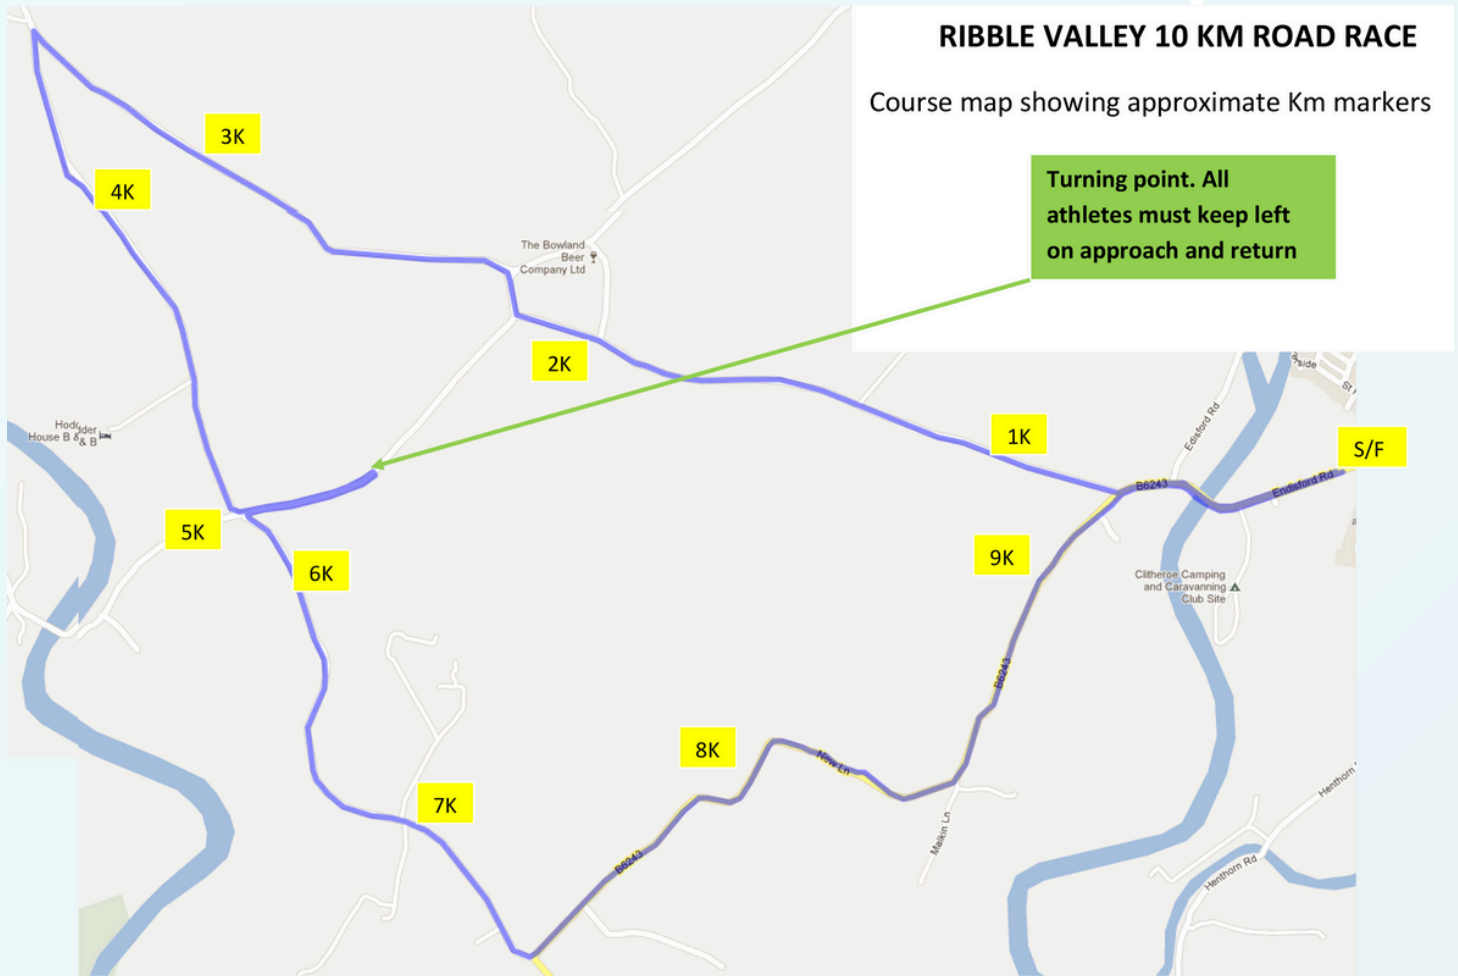 RIBBLE VALLEY 10 KM ROAD RACE
Course map showing approximate Km markers
Turning point. All
athletes must keep left
on approach and return
3K
4K
The Bowland
Beer
Company Ltd
2K
1K
S/F
Edisford Rd
B6243
Endisford Rd
House B &
& B
5K
6K
9K
Clitheroe Camping
and Caravanning
Club Site
B6243
8K
New Ln
7K
Malkin Ln
B6243
Henthorn
Henthorn Rd